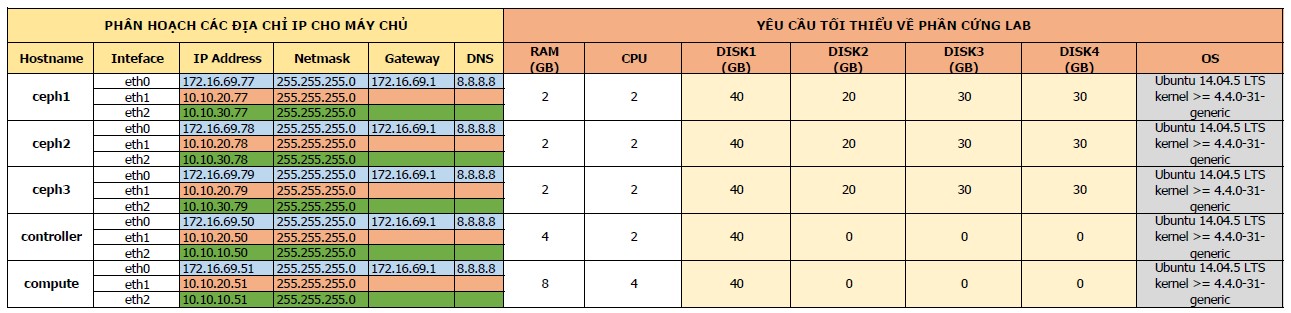 PHÂN HOẠCH CÁC ĐỊA CHỈ IP CHO MÁY CHỦ YÊU CẦU TỐI THIỂU VỀ PHẦN CỨNG LAB
Hostname Inteface IP Address Netmask Gateway DNS RAM (GB) CPU DISK1 (GB) DISK2 (GB) DISK3 (GB) DISK4 (GB) OS
ceph1 eth0 172.16.69.77 255.255.255.0 172.16.69.1 8.8.8.8 2 2 40 20 30 30 Ubuntu 14.04.5 LTS
eth1 10.10.20.77 255.255.255.0 kernel >= 4.4.0-31-
eth2 10.10.30.77 255.255.255.0 generic
ceph2 eth0 172.16.69.78 255.255.255.0 172.16.69.1 8.8.8.8 2 2 40 20 30 30 Ubuntu 14.04.5 LTS
eth1 10.10.20.78 255.255.255.0 kernel >= 4.4.0-31-
eth2 10.10.30.78 255.255.255.0 generic
ceph3 eth0 172.16.69.79 255.255.255.0 172.16.69.1 8.8.8.8 2 2 40 20 30 30 Ubuntu 14.04.5 LTS
eth1 10.10.20.79 255.255.255.0 kernel >= 4.4.0-31-
eth2 10.10.30.79 255.255.255.0 generic
controller eth0 172.16.69.50 255.255.255.0 172.16.69.1 8.8.8.8 4 2 40 0 0 0 Ubuntu 14.04.5 LTS
eth1 10.10.20.50 255.255.255.0 kernel >= 4.4.0-31-
eth2 10.10.10.50 255.255.255.0 generic
compute eth0 172.16.69.51 255.255.255.0 172.16.69.1 8.8.8.8 8 4 40 0 0 0 Ubuntu 14.04.5 LTS
eth1 10.10.20.51 255.255.255.0 kernel >= 4.4.0-31-
eth2 10.10.10.51 255.255.255.0 generic